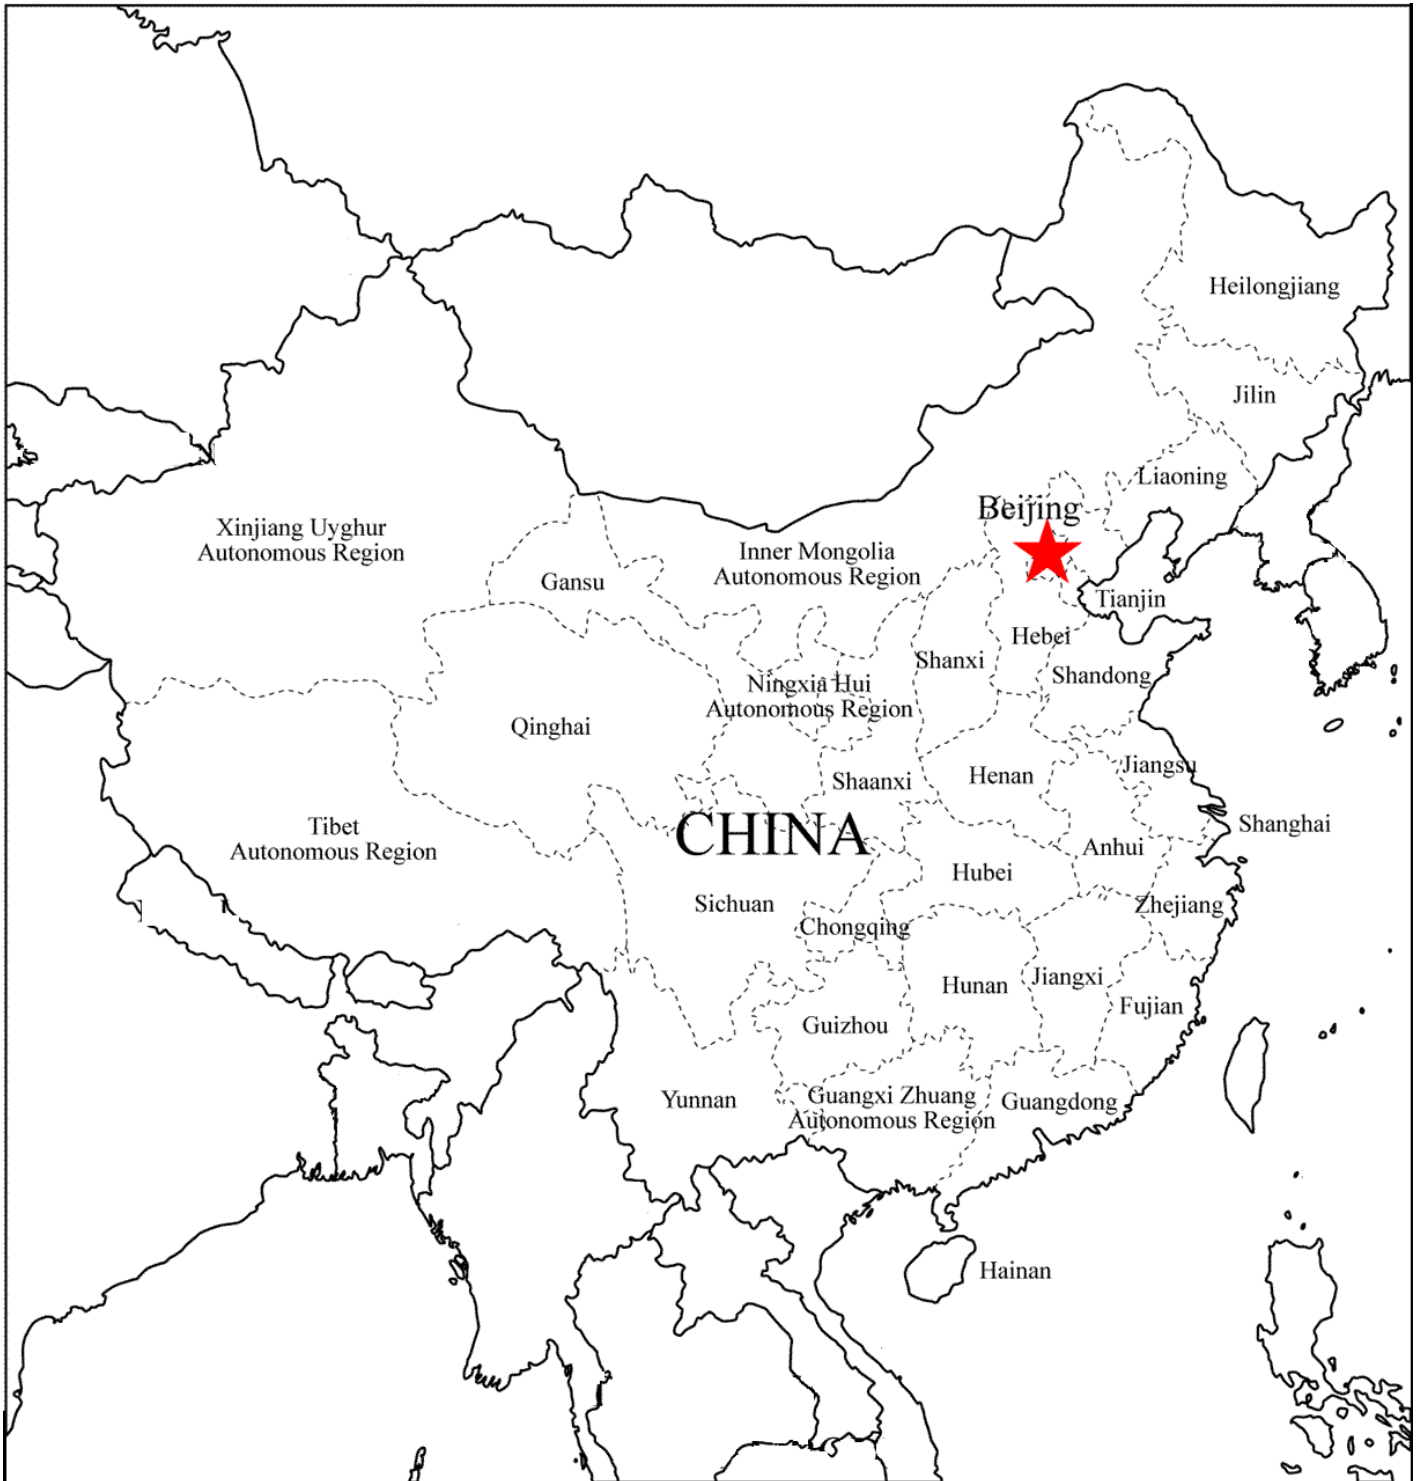 Heilongjiang
Jilin
Liaoning
Beijing
Xinjiang Uyghur
Autonomous Region
Inner Mongolia
Autonomous Region
Gansu
Tianjin
Hebei
Shanxi
Shandong
Ningxia Hui
Autonomous Region
Qinghai
Jiangsu
Henan
Shaanxi
Shanghai
Tibet
Autonomous Region
CHINA
Anhui
Hubei
Sichuan
Zhejiang
Chongqing
Jiangxi
Hunan
Fujian
Guizhou
Yunnan
Guangxi Zhuang
Autonomous Region
Guangdong
Hainan